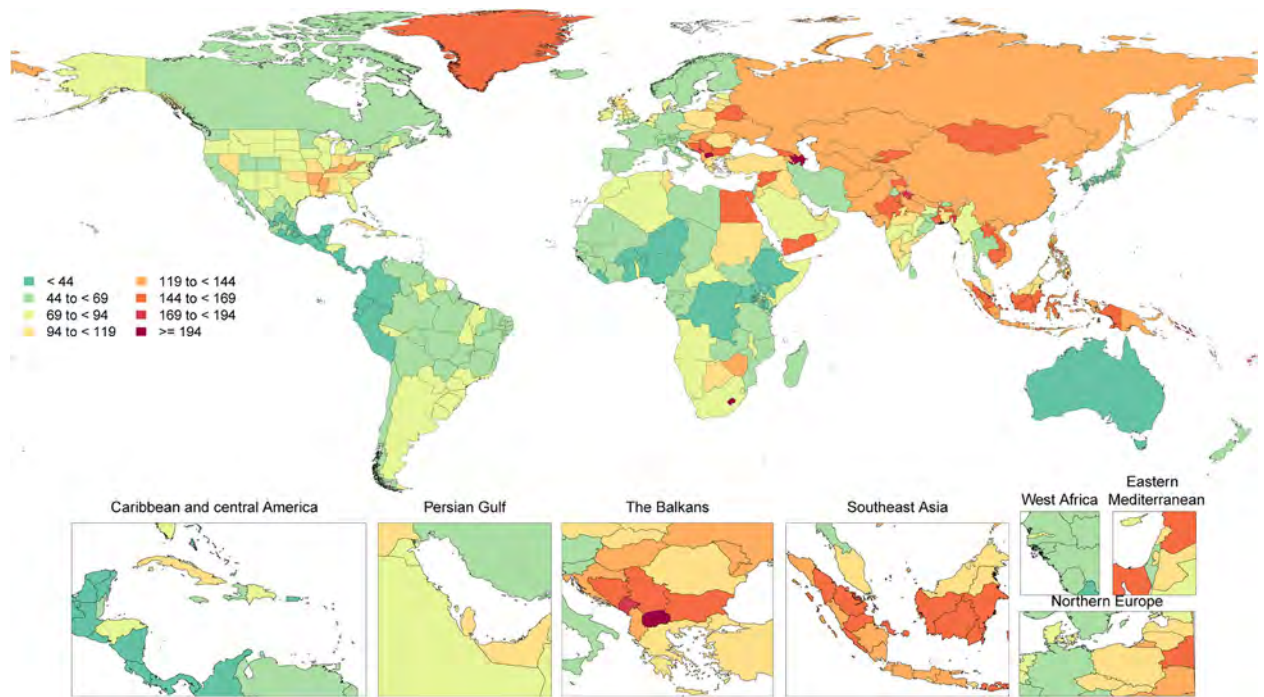 < 44
44 to < 69
69 to < 94
94 to < 119
119 to < 144
144 to < 169
169 to < 194
>= 194
Caribbean and central America
Persian Gulf
The Balkans
Southeast Asia
West Africa
Eastern
Mediterranean
Northern Europe